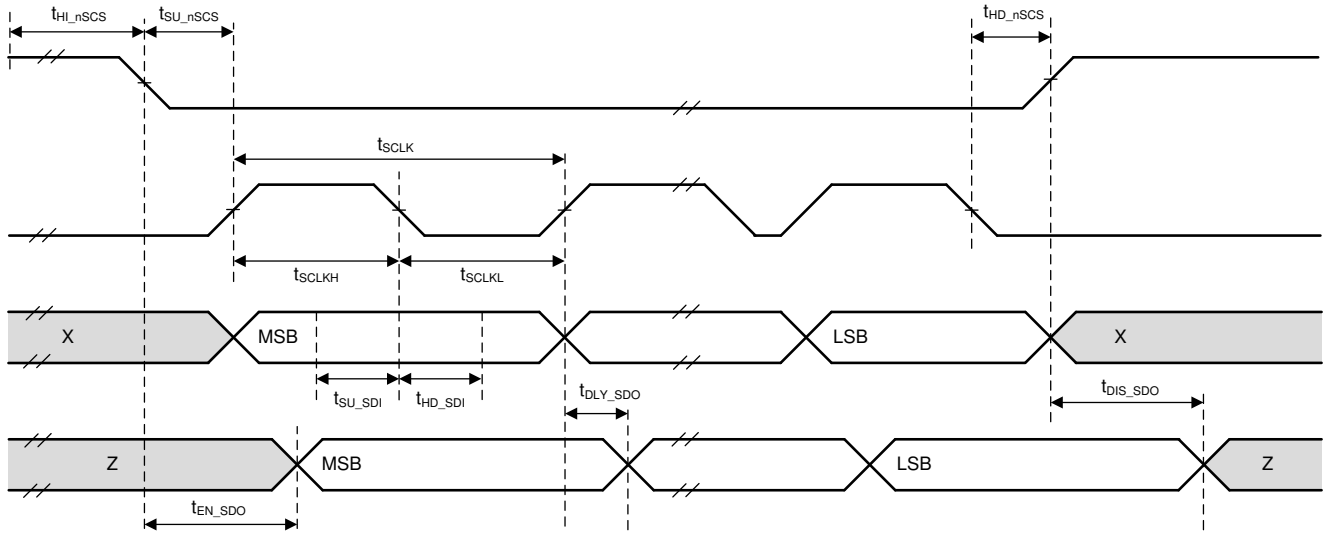 tHI_nSCS
tSU_nSCS
tHD_nSCS
tSCLK
tSCLKH
tSCLKL
X
MSB
LSB
X
tSU_SDI
tHD_SDI
tDLY_SDO
tDIS_SDO
Z
MSB
LSB
Z
tEN_SDO